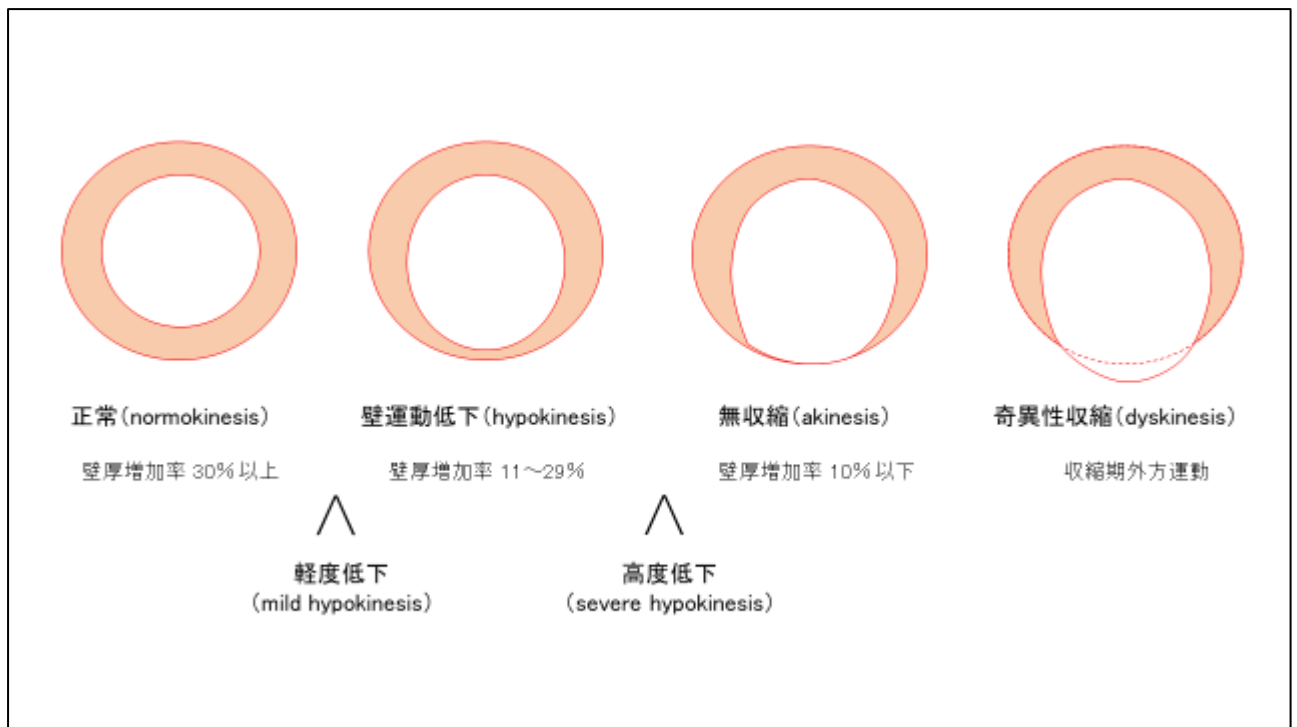 正常(normokinesis)
壁運動低下(hypokinesis)
無収縮(akinesis)
奇異性収縮(dyskinesis)
壁厚増加率 30%以上
壁厚増加率 11～29%
壁厚増加率 10%以下
収縮期外方運動
軽度低下
(mild hypokinesis)
高度低下
(severe hypokinesis)